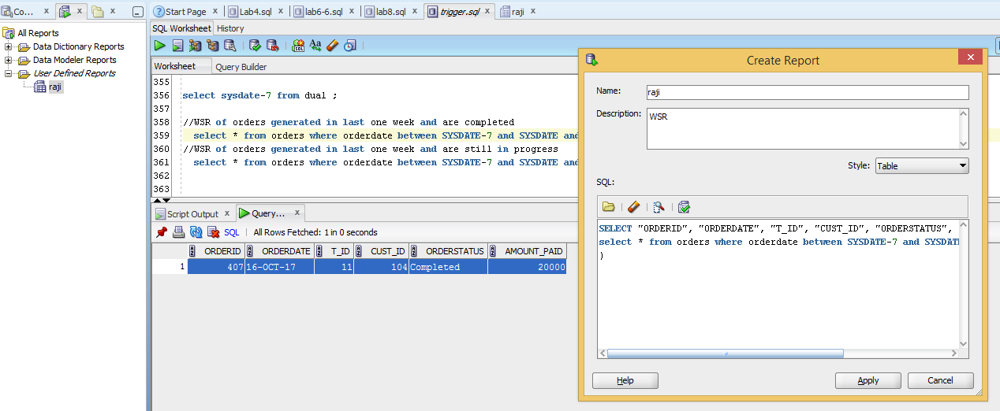 Co...
Start Page
Lab4.sql
lab6-6.sql
lab8.sql
trigger.sql
raji
All Reports
Data Dictionary Reports
Data Modeler Reports
User Defined Reports
raji
SQL Worksheet History
Worksheet Query Builder
355
356 select sysdate-7 from dual ;
357
358 //WSR of orders generated in last one week and are completed
359 select * from orders where orderdate between SYSDATE-7 and SYSDATE and
360 //WSR of orders generated in last one week and are still in progress
361 select * from orders where orderdate between SYSDATE-7 and SYSDATE and
362
363
Script Output Query...
SQL All Rows Fetched: 1 in 0 seconds
ORDERID ORDERDATE T_ID CUST_ID ORDERSTATUS AMOUNT_PAID
1 407 16-OCT-17 11 104 Completed 20000
Create Report
Name: raji
Description: WSR
Style: Table
SQL:
SELECT "ORDERID", "ORDERDATE", "T_ID", "CUST_ID", "ORDERSTATUS",
select * from orders where orderdate between SYSDATE-7 and SYSDATE
)
Help Apply Cancel